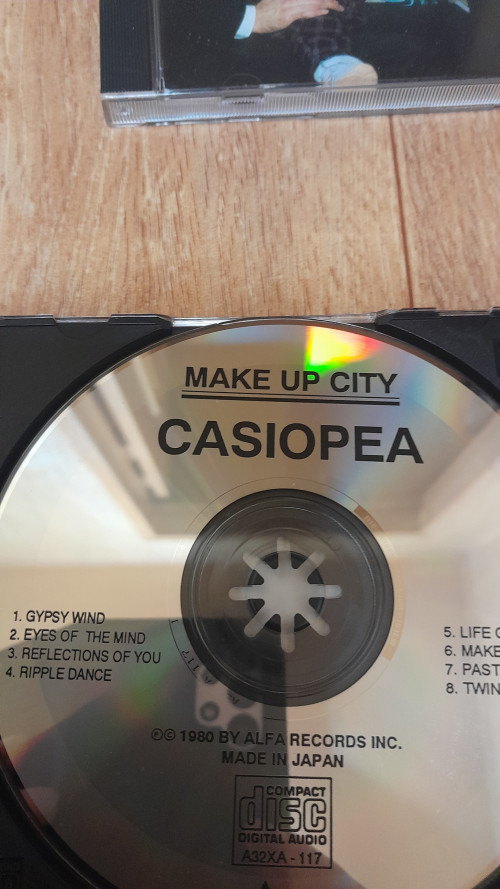 MAKE UP CITY
CASIOPEA
1. GYPSY WIND
2. EYES OF THE MIND
3. REFLECTIONS OF YOU
4. RIPPLE DANCE
5. LIFE
6. MAKE
7. PAST
8. TWIN
℗© 1980 BY ALFA RECORDS INC.
MADE IN JAPAN
COMPACT
disc
DIGITAL AUDIO
A32XA - 117